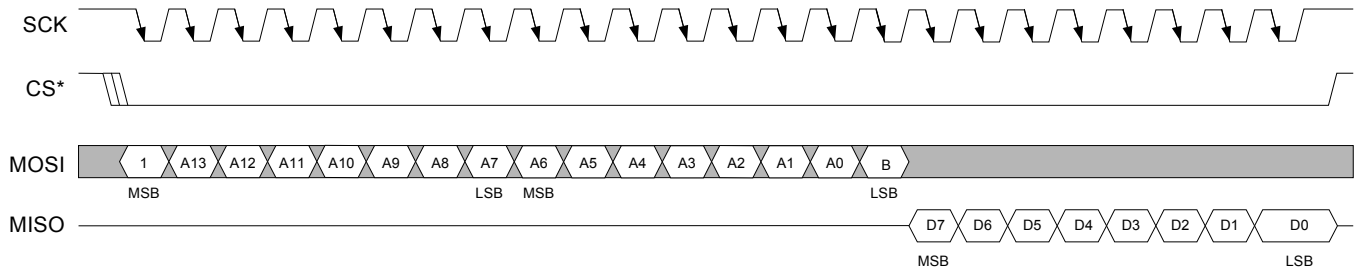 SCK
CS*
MOSI 1 A13 A12 A11 A10 A9 A8 A7 A6 A5 A4 A3 A2 A1 A0 B
MSB LSB MSB LSB
MISO D7 D6 D5 D4 D3 D2 D1 D0
MSB LSB